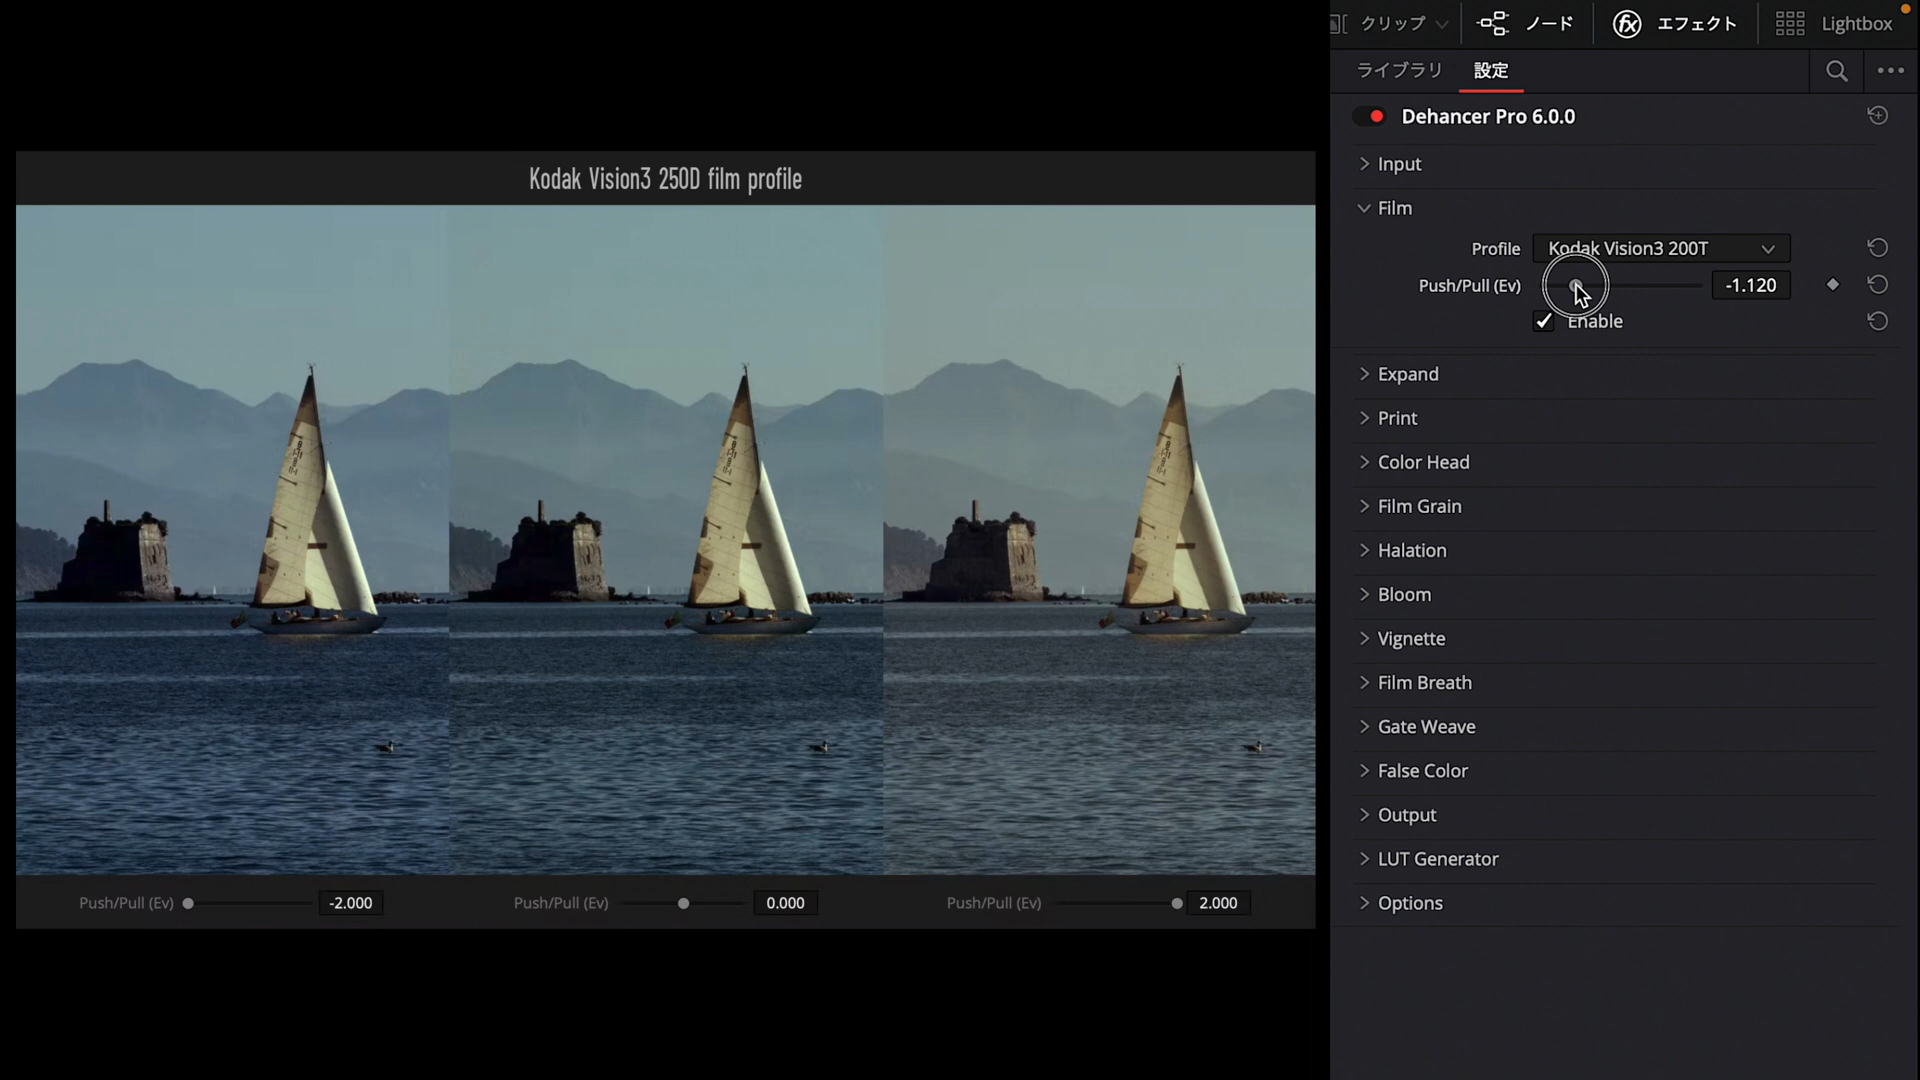 クリップ
ノード
エフェクト
Lightbox
ライブラリ
設定
Dehancer Pro 6.0.0
Input
Film
Profile
Kodak Vision3 200T
Push/Pull (Ev)
-1.120
Enable
Expand
Print
Color Head
Film Grain
Halation
Bloom
Vignette
Film Breath
Gate Weave
False Color
Output
LUT Generator
Options
Kodak Vision3 250D film profile
Push/Pull (Ev)
-2.000
Push/Pull (Ev)
0.000
Push/Pull (Ev)
2.000